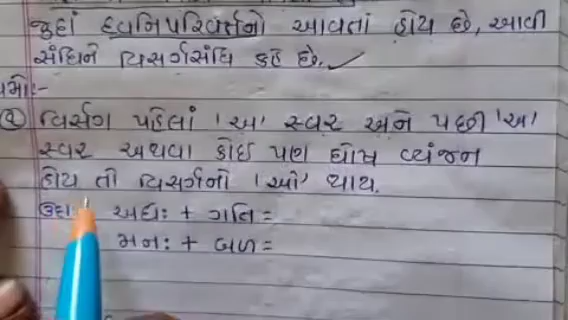 જુદાં ધ્વનિપરિવર્તનો આવતાં હોય છે, આવી
સંધિને વિસર્ગસંધિ કહે છે.
યમો:-
① વિર્સગ પહેલાં 'અ' સ્વર અને પછી 'અ'
સ્વર અથવા કોઈ પણ ઘોષ વ્યંજન
હોય તો વિસર્ગનો 'ઓ' થાય.
ઉદા: અધઃ + ગતિ =
મનઃ + બળ =